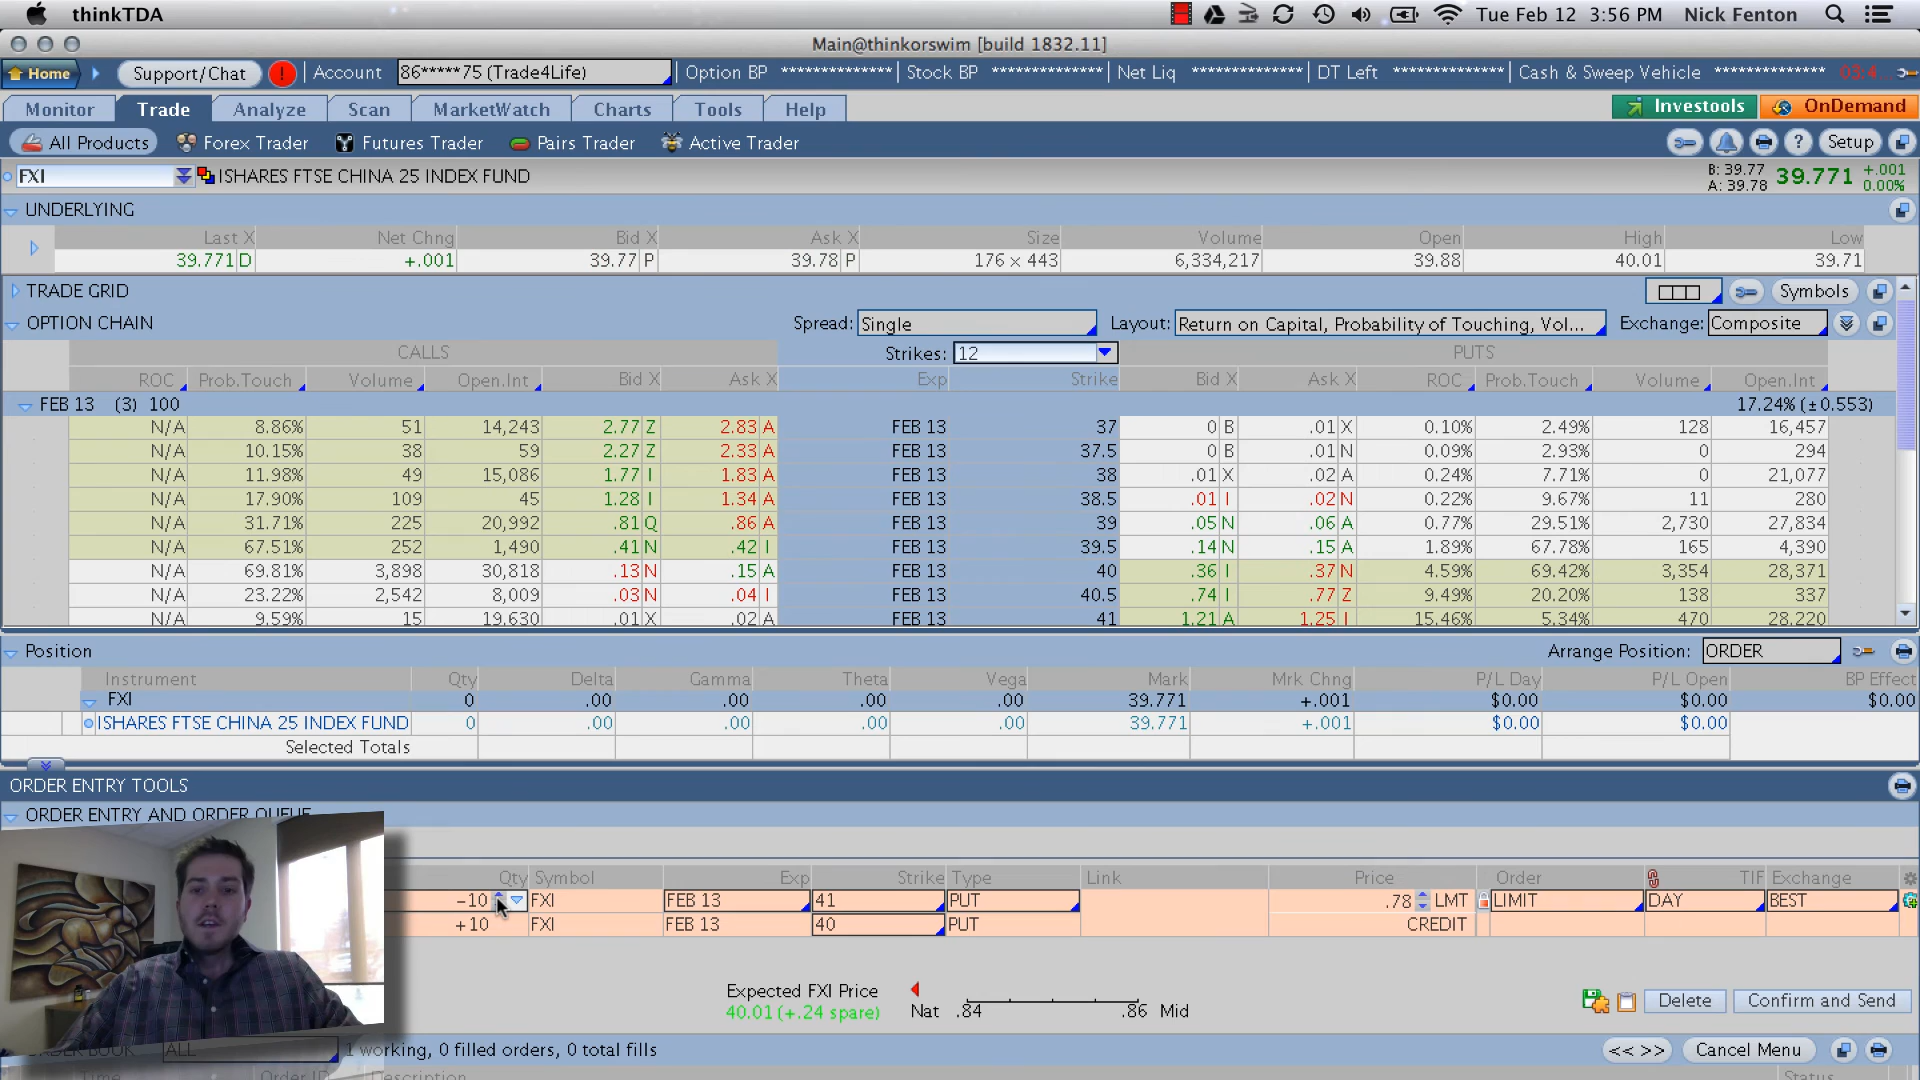 thinkTDA Tue Feb 12 3:56 PM Nick Fenton
Main@thinkorswim [build 1832.11]
Home Support/Chat ! Account 86*****75 (Trade4Life) Option BP ************** Stock BP ************** Net Liq ************** DT Left ************** Cash & Sweep Vehicle **************
Monitor Trade Analyze Scan MarketWatch Charts Tools Help Investools OnDemand
All Products Forex Trader Futures Trader Pairs Trader Active Trader ? Setup
FXI ISHARES FTSE CHINA 25 INDEX FUND B: 39.77 A: 39.78 39.771 +.001 0.00%
UNDERLYING
Last X Net Chng Bid X Ask X Size Volume Open High Low
39.771 D +.001 39.77 P 39.78 P 176 × 443 6,334,217 39.88 40.01 39.71
TRADE GRID Symbols
OPTION CHAIN Spread: Single Layout: Return on Capital, Probability of Touching, Vol... Exchange: Composite
CALLS Strikes: 12 PUTS
ROC Prob.Touch Volume Open.Int Bid X Ask X Exp Strike Bid X Ask X ROC Prob.Touch Volume Open.Int
FEB 13 (3) 100 17.24% (±0.553)
N/A 8.86% 51 14,243 2.77 Z 2.83 A FEB 13 37 0 B .01 X 0.10% 2.49% 128 16,457
N/A 10.15% 38 59 2.27 Z 2.33 A FEB 13 37.5 0 B .01 N 0.09% 2.93% 0 294
N/A 11.98% 49 15,086 1.77 I 1.83 A FEB 13 38 .01 X .02 A 0.24% 7.71% 0 21,077
N/A 17.90% 109 45 1.28 I 1.34 A FEB 13 38.5 .01 I .02 N 0.22% 9.67% 11 280
N/A 31.71% 225 20,992 .81 Q .86 A FEB 13 39 .05 N .06 A 0.77% 29.51% 2,730 27,834
N/A 67.51% 252 1,490 .41 N .42 I FEB 13 39.5 .14 N .15 A 1.89% 67.78% 165 4,390
N/A 69.81% 3,898 30,818 .13 N .15 A FEB 13 40 .36 I .37 N 4.59% 69.42% 3,354 28,371
N/A 23.22% 2,542 8,009 .03 N .04 I FEB 13 40.5 .74 I .77 Z 9.49% 20.20% 138 337
N/A 9.59% 15 19,630 .01 X .02 A FEB 13 41 1.21 A 1.25 I 15.46% 5.34% 470 28,220
Position Arrange Position: ORDER
Instrument Qty Delta Gamma Theta Vega Mark Mrk Chng P/L Day P/L Open BP Effect
FXI 0 .00 .00 .00 .00 39.771 +.001 $0.00 $0.00 $0.00
ISHARES FTSE CHINA 25 INDEX FUND 0 .00 .00 .00 .00 39.771 +.001 $0.00 $0.00
Selected Totals
ORDER ENTRY TOOLS
ORDER ENTRY AND ORDER QUEUE
Qty Symbol Exp Strike Type Link Price Order TIF Exchange
-10 FXI FEB 13 41 PUT .78 LMT LIMIT DAY BEST
+10 FXI FEB 13 40 PUT CREDIT
Expected FXI Price
40.01 (+.24 spare) Nat .84 .86 Mid Delete Confirm and Send
ALL 1 working, 0 filled orders, 0 total fills << >> Cancel Menu